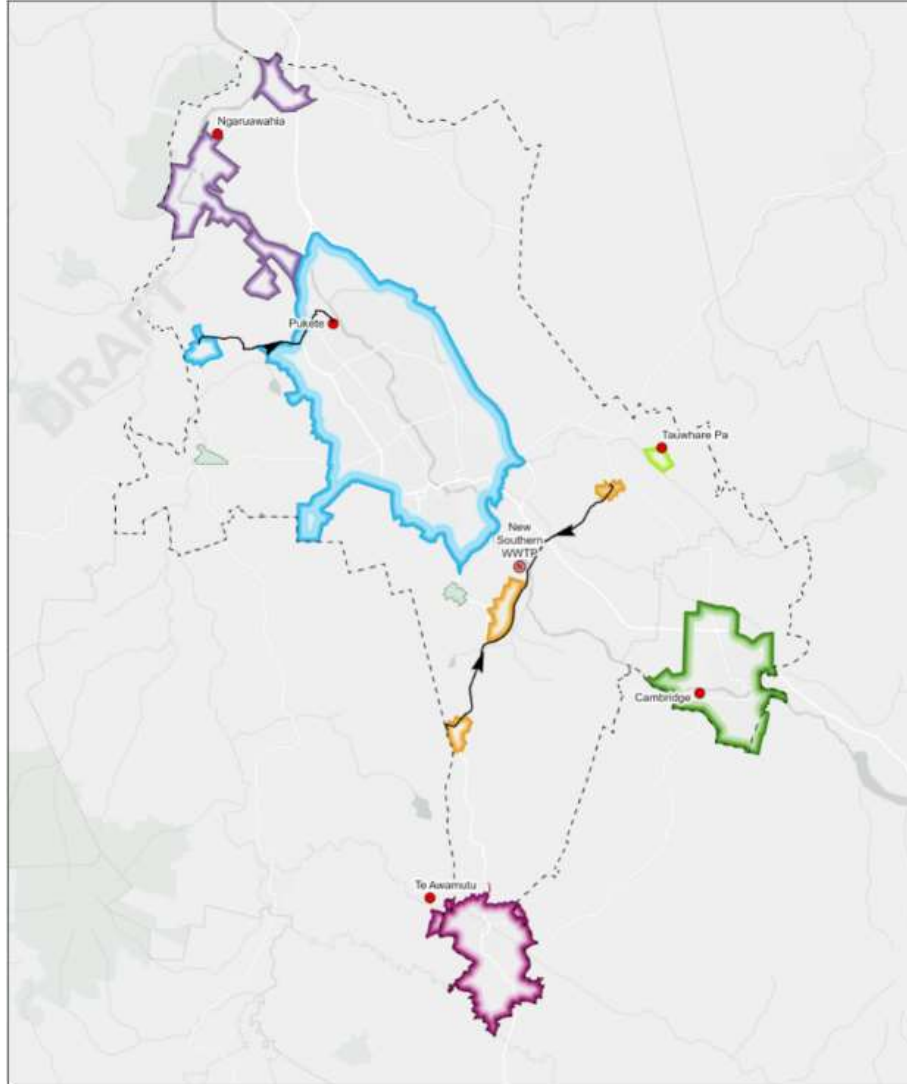 Ngaruawahia
Pukete
DRAFT
Tauwhare Pa
New
Southern
WWTP
Cambridge
Te Awamutu